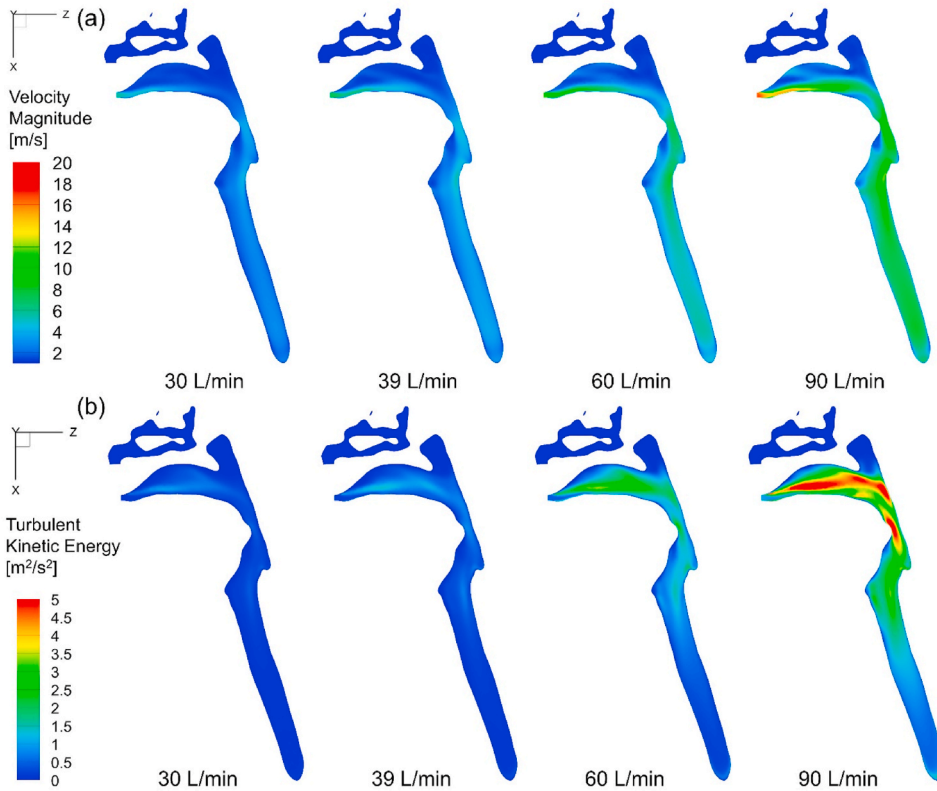 (a)
Y Z
X
Velocity
Magnitude
[m/s]
20
18
16
14
12
10
8
6
4
2
30 L/min 39 L/min 60 L/min 90 L/min
(b)
Y Z
X
Turbulent
Kinetic Energy
[m²/s²]
5
4.5
4
3.5
3
2.5
2
1.5
1
0.5
0
30 L/min 39 L/min 60 L/min 90 L/min